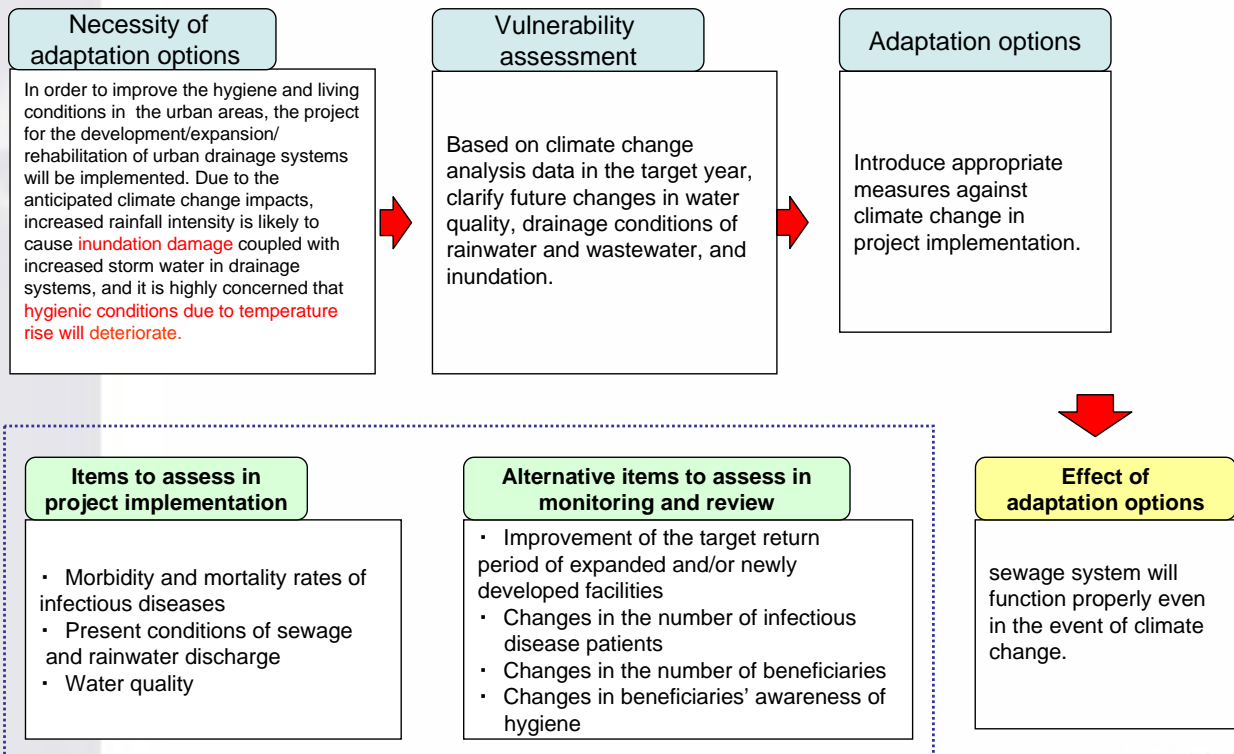 Necessity of
adaptation options
In order to improve the hygiene and living
conditions in the urban areas, the project
for the development/expansion/
rehabilitation of urban drainage systems
will be implemented. Due to the
anticipated climate change impacts,
increased rainfall intensity is likely to
cause inundation damage coupled with
increased storm water in drainage
systems, and it is highly concerned that
hygienic conditions due to temperature
rise will deteriorate.
Vulnerability
assessment
Based on climate change
analysis data in the target year,
clarify future changes in water
quality, drainage conditions of
rainwater and wastewater, and
inundation.
Adaptation options
Introduce appropriate
measures against
climate change in
project implementation.
Items to assess in
project implementation
・ Morbidity and mortality rates of
infectious diseases
・ Present conditions of sewage
and rainwater discharge
・ Water quality
Alternative items to assess in
monitoring and review
・ Improvement of the target return
period of expanded and/or newly
developed facilities
・ Changes in the number of infectious
disease patients
・ Changes in the number of beneficiaries
・ Changes in beneficiaries’ awareness of
hygiene
Effect of
adaptation options
sewage system will
function properly even
in the event of climate
change.